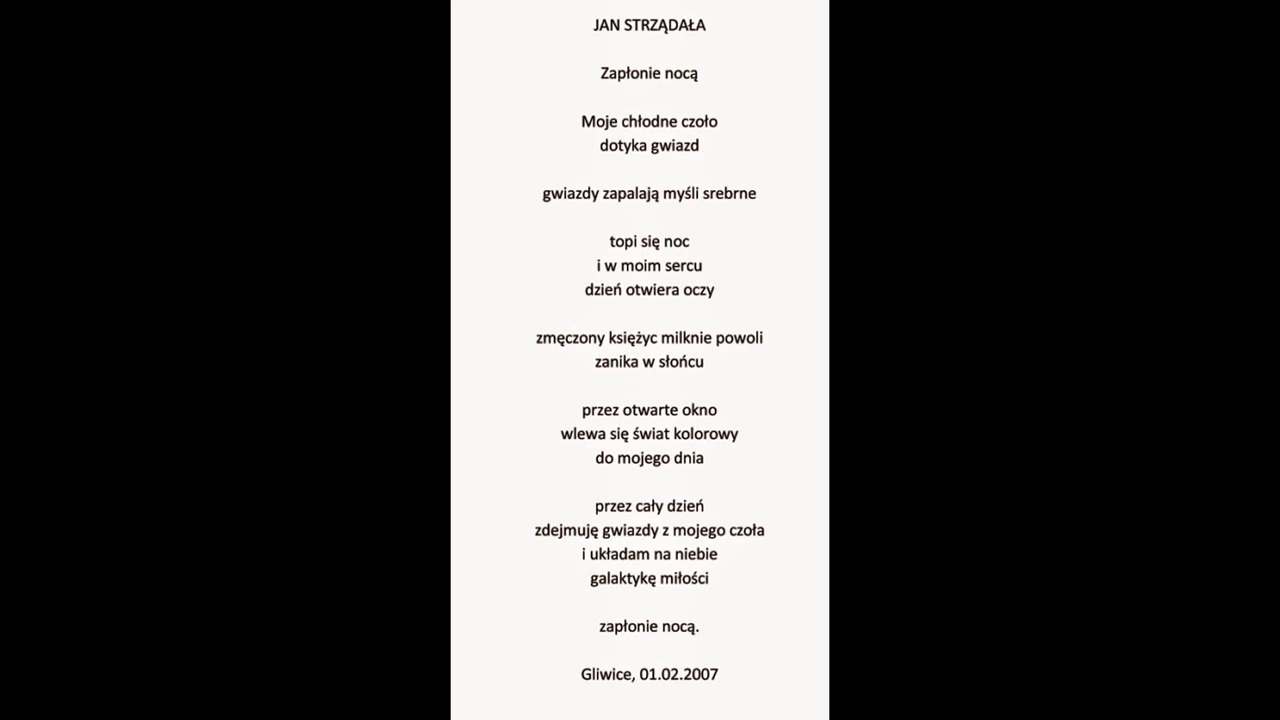 JAN STRZĄDAŁA
Zapłonie nocą
Moje chłodne czoło
dotyka gwiazd
gwiazdy zapalają myśli srebrne
topi się noc
i w moim sercu
dzień otwiera oczy
zmęczony księżyc milknie powoli
zanika w słońcu
przez otwarte okno
wlewa się świat kolorowy
do mojego dnia
przez cały dzień
zdejmuję gwiazdy z mojego czoła
i układam na niebie
galaktykę miłości
zapłonie nocą.
Gliwice, 01.02.2007